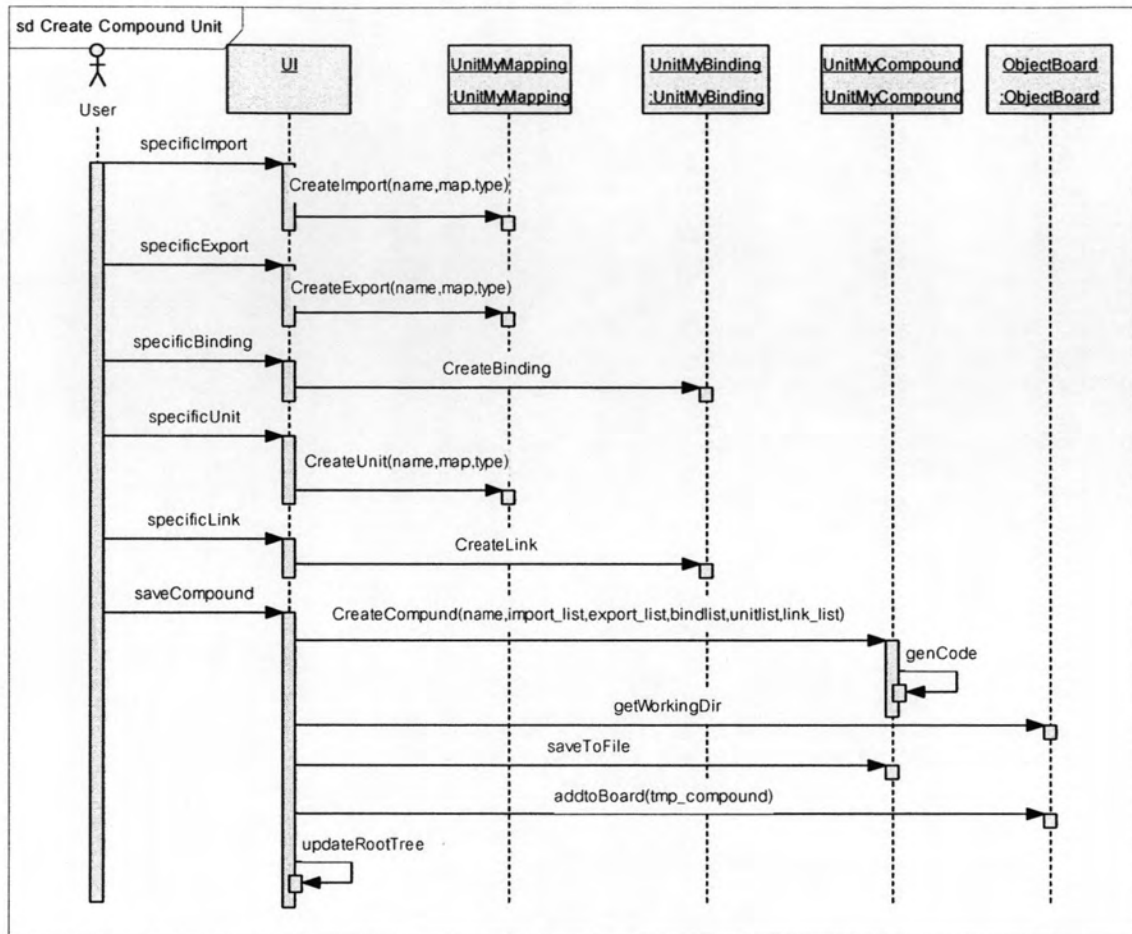 sd Create Compound Unit
User
UI
UnitMyMapping
:UnitMyMapping
UnitMyBinding
:UnitMyBinding
UnitMyCompound
:UnitMyCompound
ObjectBoard
:ObjectBoard
specificImport
CreateImport(name,map,type)
specificExport
CreateExport(name,map,type)
specificBinding
CreateBinding
specificUnit
CreateUnit(name,map,type)
specificLink
CreateLink
saveCompound
CreateCompund(name,import_list,export_list,bindlist,unitlist,link_list)
genCode
getWorkingDir
saveToFile
addtoBoard(tmp_compound)
updateRootTree